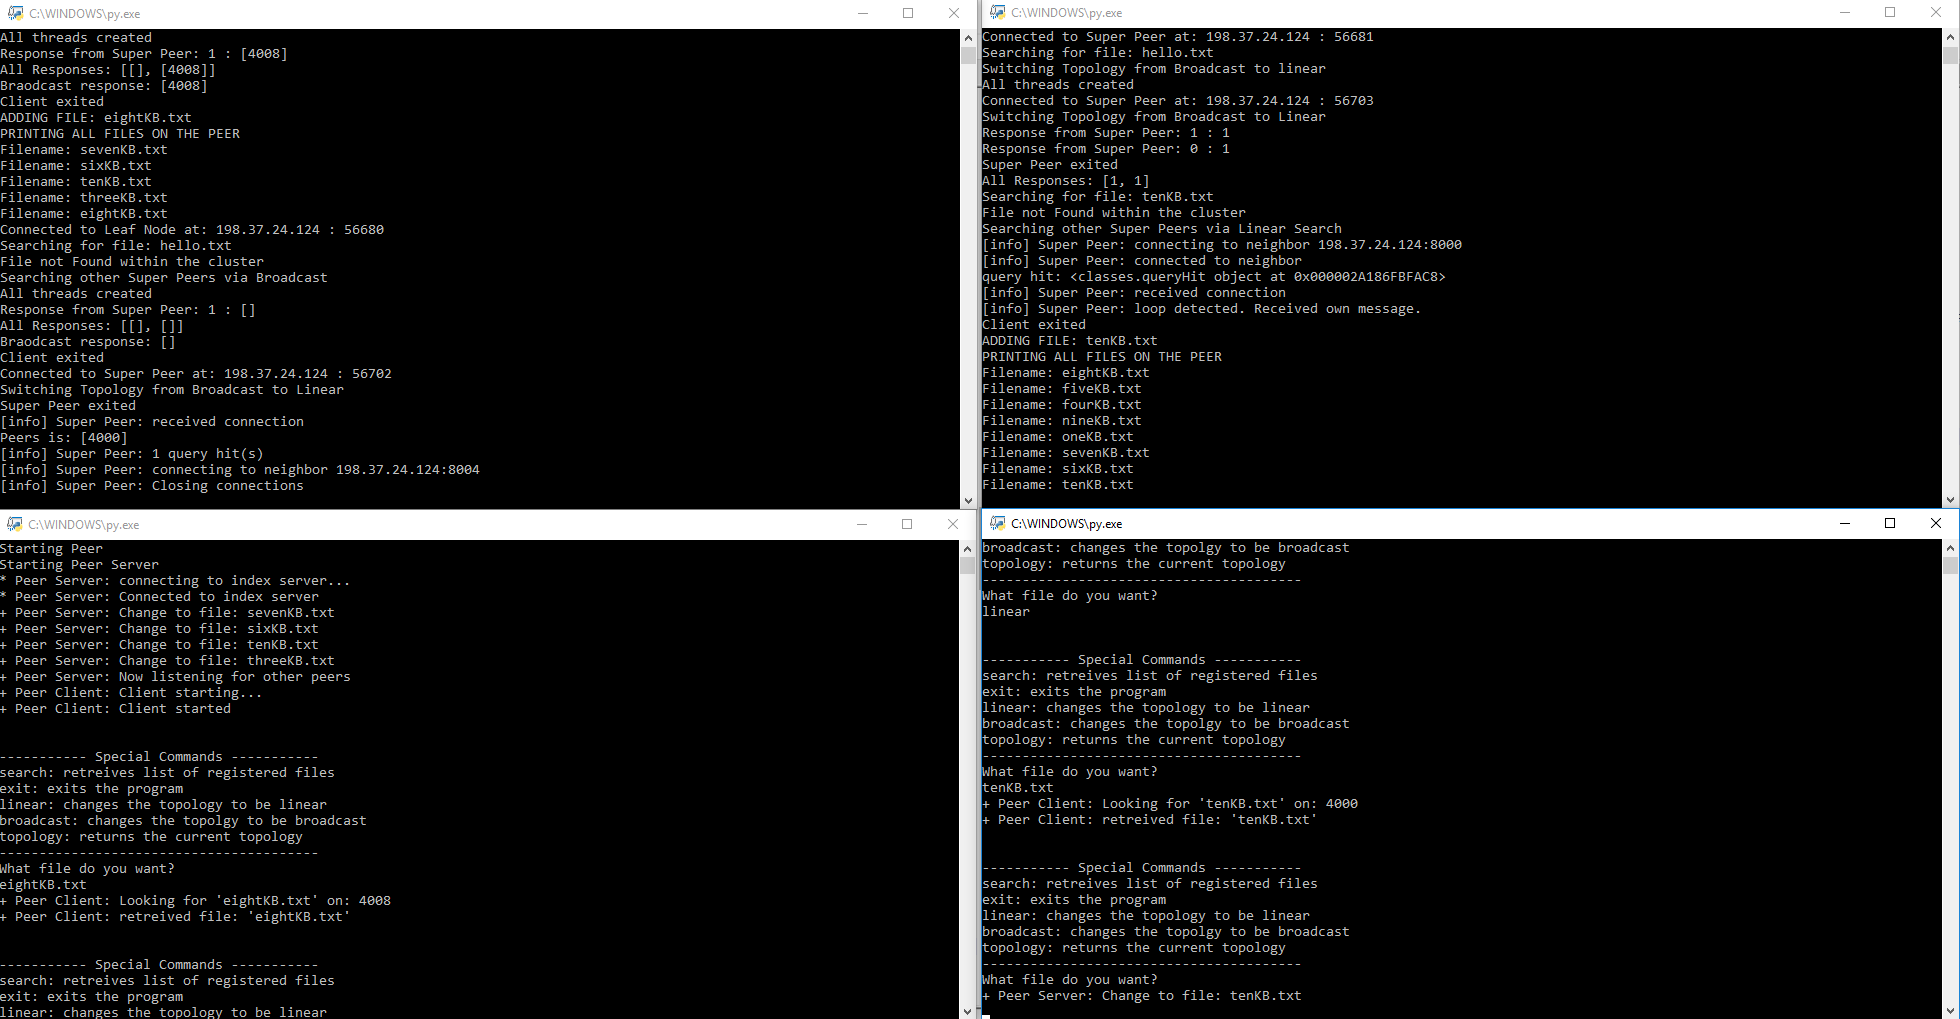 C:\WINDOWS\py.exe
All threads created
Response from Super Peer: 1 : [4008]
All Responses: [[], [4008]]
Braodcast response: [4008]
Client exited
ADDING FILE: eightKB.txt
PRINTING ALL FILES ON THE PEER
Filename: sevenKB.txt
Filename: sixKB.txt
Filename: tenKB.txt
Filename: threeKB.txt
Filename: eightKB.txt
Connected to Leaf Node at: 198.37.24.124 : 56680
Searching for file: hello.txt
File not Found within the cluster
Searching other Super Peers via Broadcast
All threads created
Response from Super Peer: 1 : []
All Responses: [[], []]
Braodcast response: []
Client exited
Connected to Super Peer at: 198.37.24.124 : 56702
Switching Topology from Broadcast to Linear
Super Peer exited
[info] Super Peer: received connection
Peers is: [4000]
[info] Super Peer: 1 query hit(s)
[info] Super Peer: connecting to neighbor 198.37.24.124:8004
[info] Super Peer: Closing connections
C:\WINDOWS\py.exe
Connected to Super Peer at: 198.37.24.124 : 56681
Searching for file: hello.txt
Switching Topology from Broadcast to linear
All threads created
Connected to Super Peer at: 198.37.24.124 : 56703
Switching Topology from Broadcast to Linear
Response from Super Peer: 1 : 1
Response from Super Peer: 0 : 1
Super Peer exited
All Responses: [1, 1]
Searching for file: tenKB.txt
File not Found within the cluster
Searching other Super Peers via Linear Search
[info] Super Peer: connecting to neighbor 198.37.24.124:8000
[info] Super Peer: connected to neighbor
query hit: <classes.queryHit object at 0x000002A186FBFAC8>
[info] Super Peer: received connection
[info] Super Peer: loop detected. Received own message.
Client exited
ADDING FILE: tenKB.txt
PRINTING ALL FILES ON THE PEER
Filename: eightKB.txt
Filename: fiveKB.txt
Filename: fourKB.txt
Filename: nineKB.txt
Filename: oneKB.txt
Filename: sevenKB.txt
Filename: sixKB.txt
Filename: tenKB.txt
C:\WINDOWS\py.exe
Starting Peer
Starting Peer Server
* Peer Server: connecting to index server...
* Peer Server: Connected to index server
+ Peer Server: Change to file: sevenKB.txt
+ Peer Server: Change to file: sixKB.txt
+ Peer Server: Change to file: tenKB.txt
+ Peer Server: Change to file: threeKB.txt
+ Peer Server: Now listening for other peers
+ Peer Client: Client starting...
+ Peer Client: Client started
----------- Special Commands -----------
search: retreives list of registered files
exit: exits the program
linear: changes the topology to be linear
broadcast: changes the topolgy to be broadcast
topology: returns the current topology
----------------------------------------
What file do you want?
eightKB.txt
+ Peer Client: Looking for 'eightKB.txt' on: 4008
+ Peer Client: retreived file: 'eightKB.txt'
----------- Special Commands -----------
search: retreives list of registered files
exit: exits the program
linear: changes the topology to be linear
C:\WINDOWS\py.exe
broadcast: changes the topolgy to be broadcast
topology: returns the current topology
----------------------------------------
What file do you want?
linear
----------- Special Commands -----------
search: retreives list of registered files
exit: exits the program
linear: changes the topology to be linear
broadcast: changes the topolgy to be broadcast
topology: returns the current topology
----------------------------------------
What file do you want?
tenKB.txt
+ Peer Client: Looking for 'tenKB.txt' on: 4000
+ Peer Client: retreived file: 'tenKB.txt'
----------- Special Commands -----------
search: retreives list of registered files
exit: exits the program
linear: changes the topology to be linear
broadcast: changes the topolgy to be broadcast
topology: returns the current topology
----------------------------------------
What file do you want?
+ Peer Server: Change to file: tenKB.txt